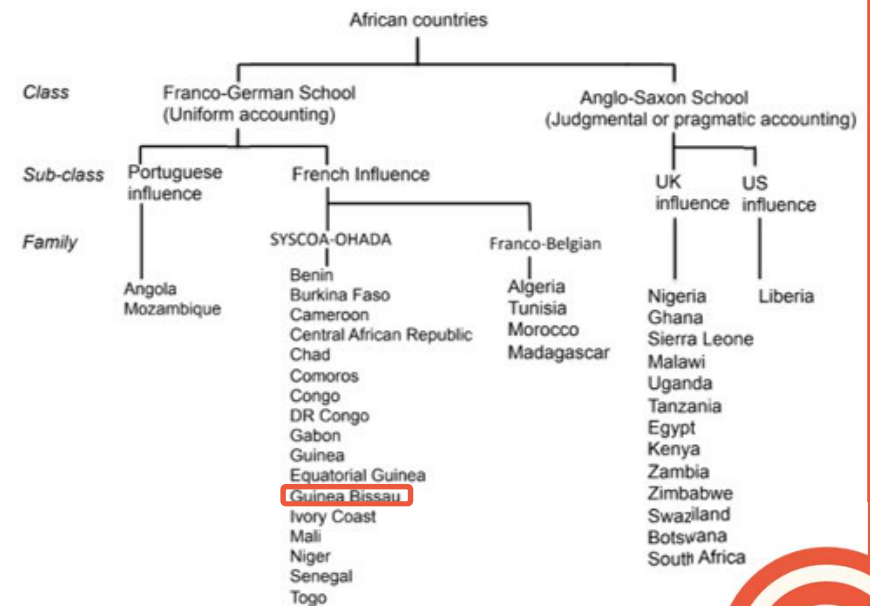 African countries
Class
Franco-German School
(Uniform accounting)
Anglo-Saxon School
(Judgmental or pragmatic accounting)
Sub-class
Portuguese
influence
French Influence
UK
influence
US
influence
Family
SYSCOA-OHADA
Franco-Belgian
Angola
Mozambique
Benin
Burkina Faso
Cameroon
Central African Republic
Chad
Comoros
Congo
DR Congo
Gabon
Guinea
Equatorial Guinea
Guinea Bissau
Ivory Coast
Mali
Niger
Senegal
Togo
Algeria
Tunisia
Morocco
Madagascar
Nigeria
Ghana
Sierra Leone
Malawi
Uganda
Tanzania
Egypt
Kenya
Zambia
Zimbabwe
Swaziland
Botswana
South Africa
Liberia